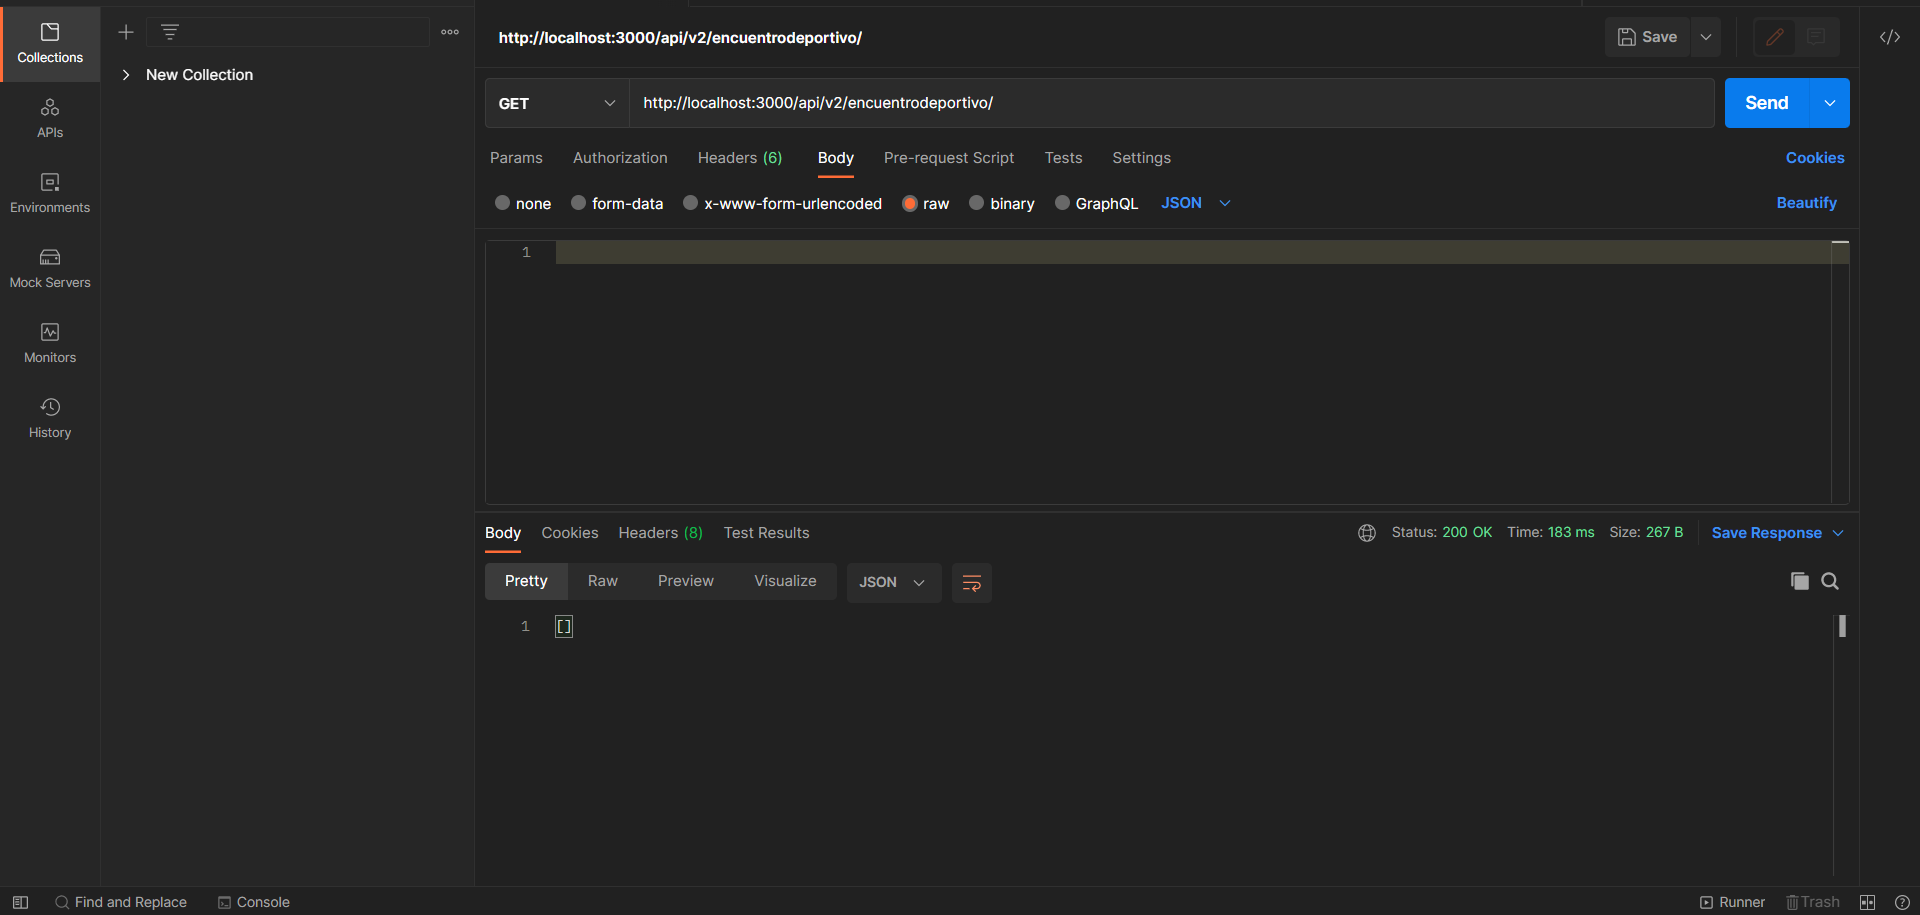 http://localhost:3000/api/v2/encuentrodeportivo/
Save
Collections
New Collection
GET
http://localhost:3000/api/v2/encuentrodeportivo/
Send
APIs
Params Authorization Headers (6) Body Pre-request Script Tests Settings Cookies
Environments
none form-data x-www-form-urlencoded raw binary GraphQL JSON Beautify
1
Mock Servers
Monitors
History
Body Cookies Headers (8) Test Results Status: 200 OK Time: 183 ms Size: 267 B Save Response
Pretty Raw Preview Visualize JSON
1 []
Find and Replace Console Runner Trash